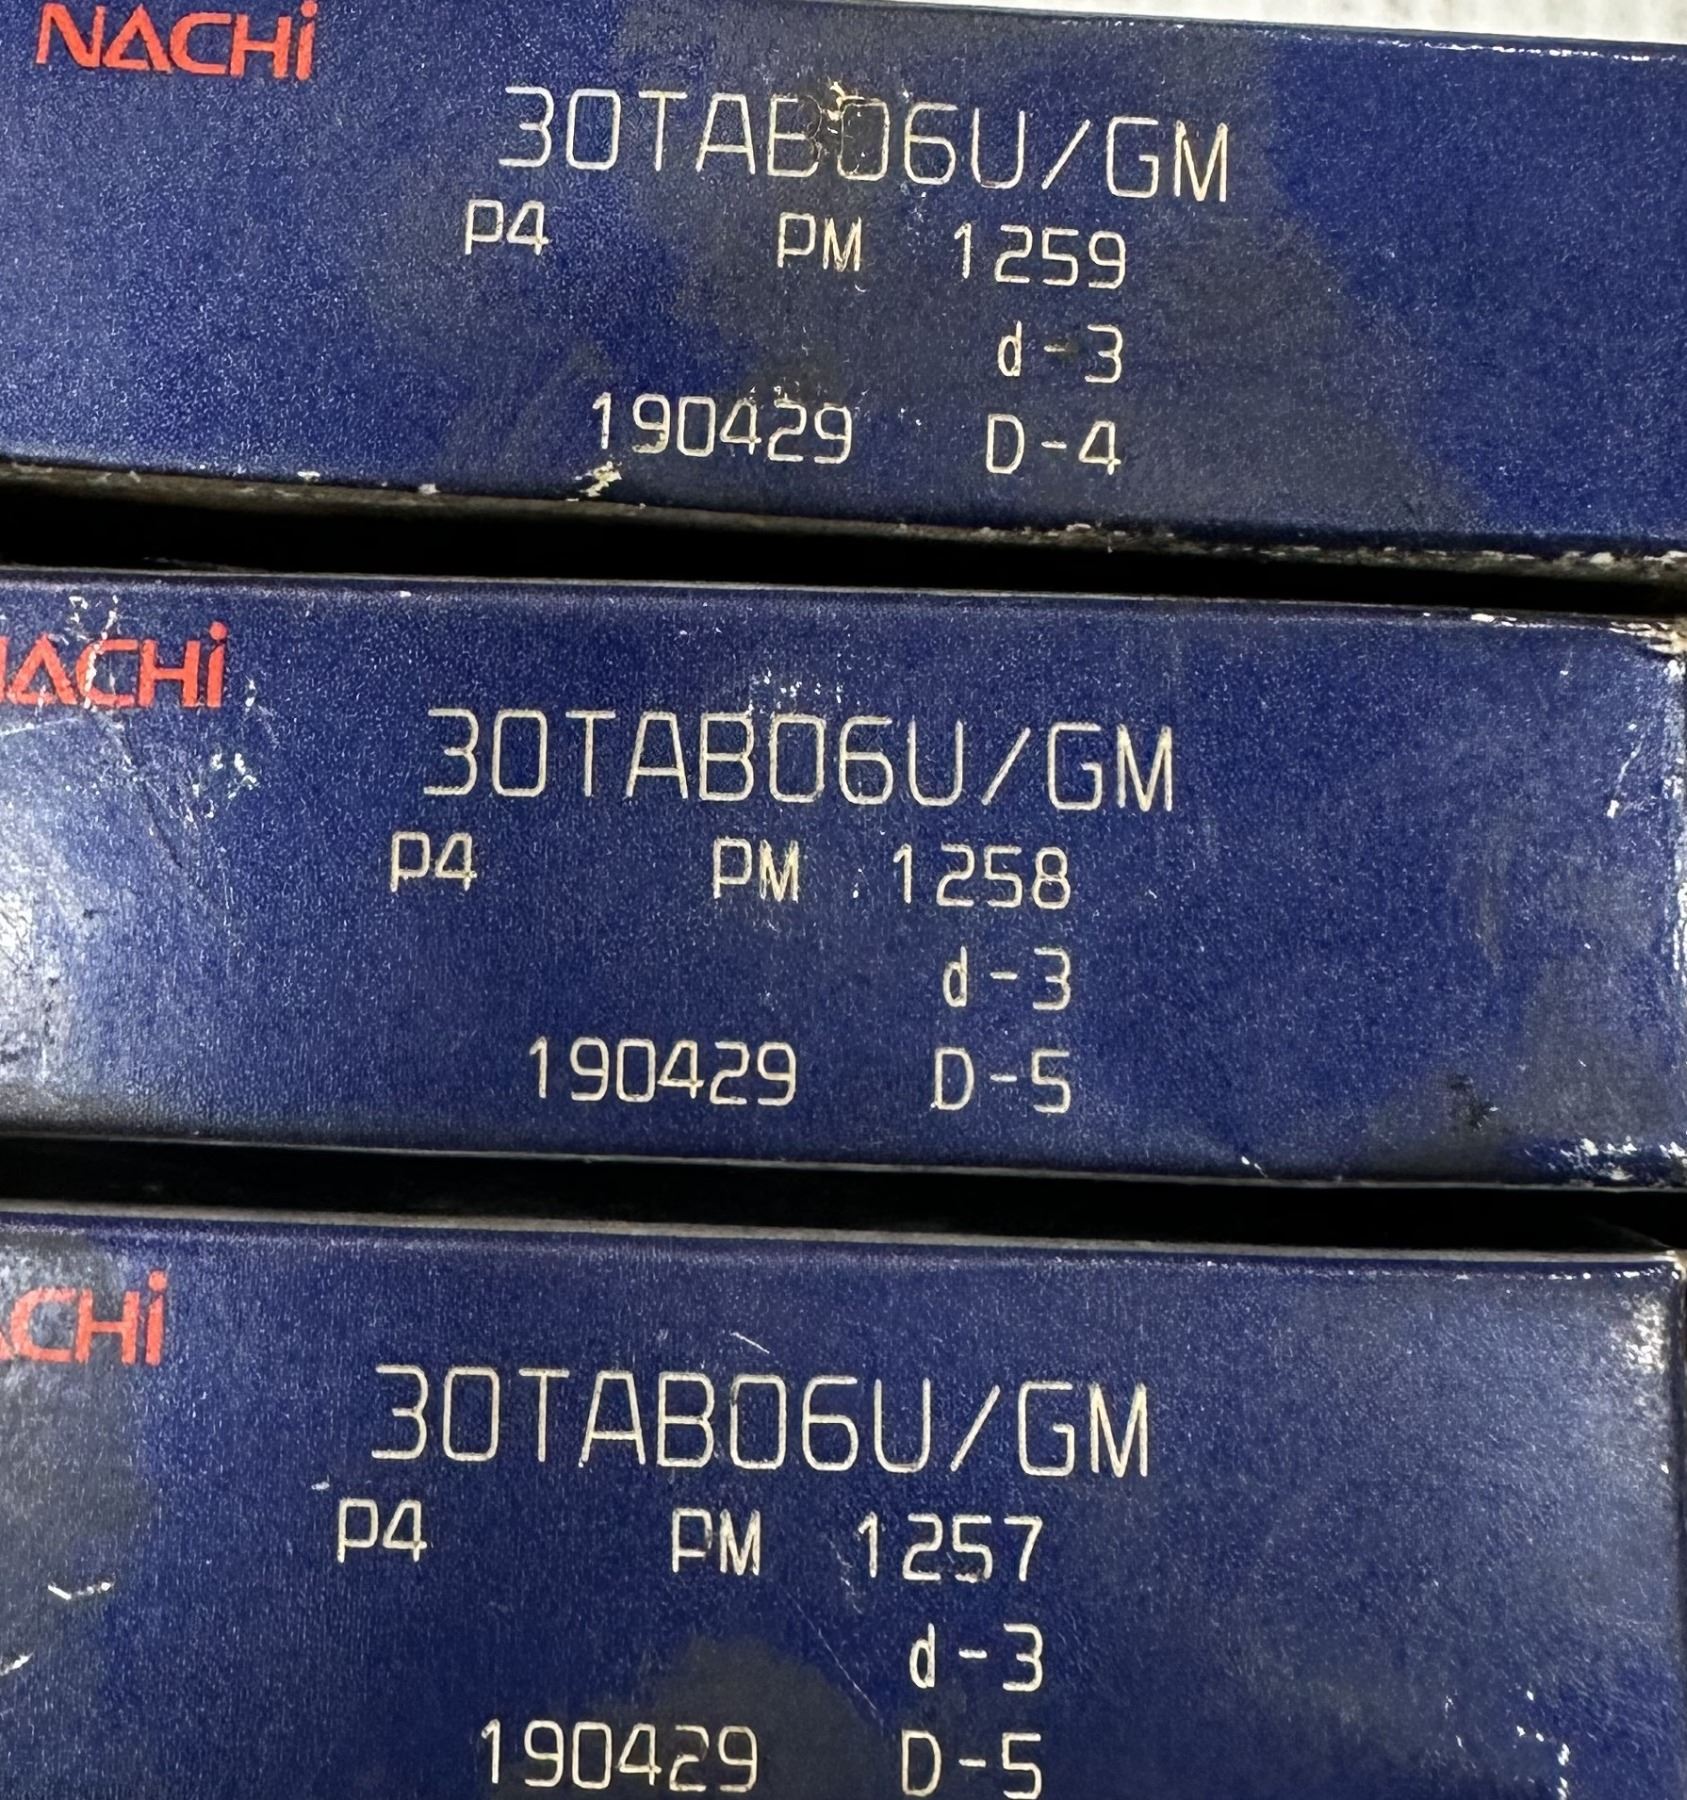 NACHi
30TAB06U/GM
P4 PM 1259
d-3
190429 D-4
NACHi
30TAB06U/GM
P4 PM 1258
d-3
190429 D-5
ACHi
30TAB06U/GM
P4 PM 1257
d-3
190429 D-5